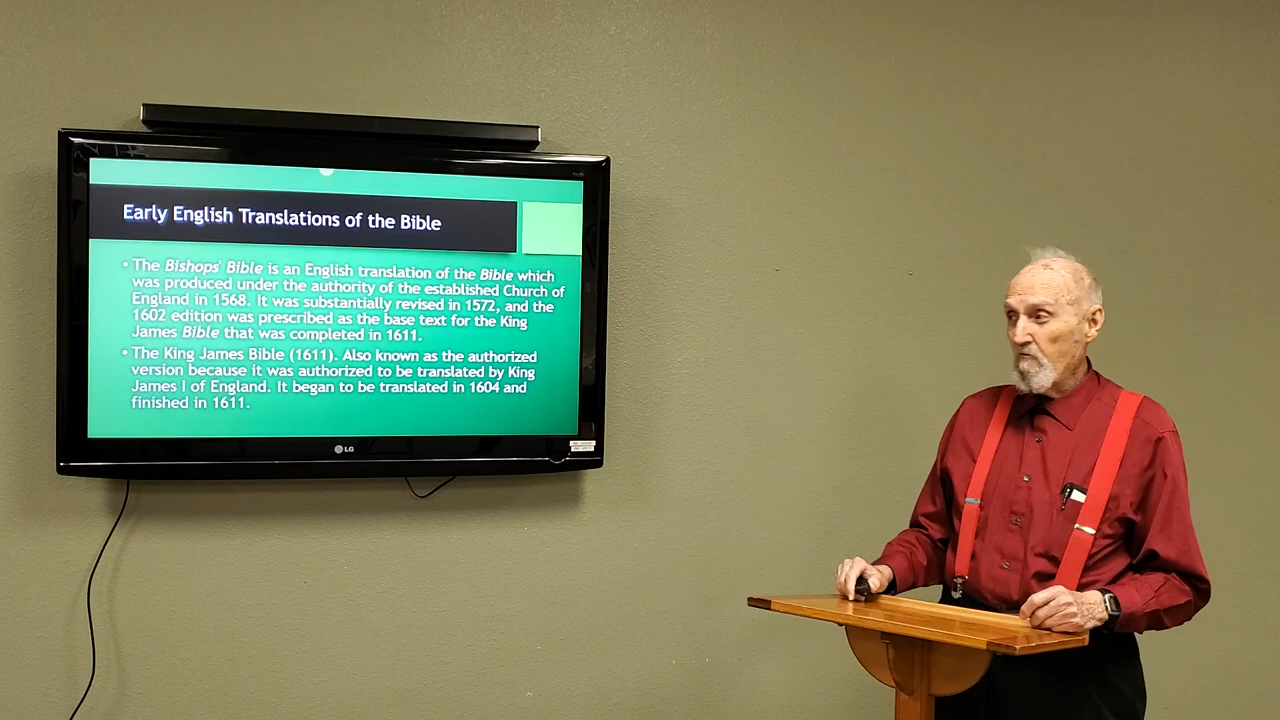 Early English Translations of the Bible
• The Bishops' Bible is an English translation of the Bible which
was produced under the authority of the established Church of
England in 1568. It was substantially revised in 1572, and the
1602 edition was prescribed as the base text for the King
James Bible that was completed in 1611.
• The King James Bible (1611). Also known as the authorized
version because it was authorized to be translated by King
James I of England. It began to be translated in 1604 and
finished in 1611.
LG